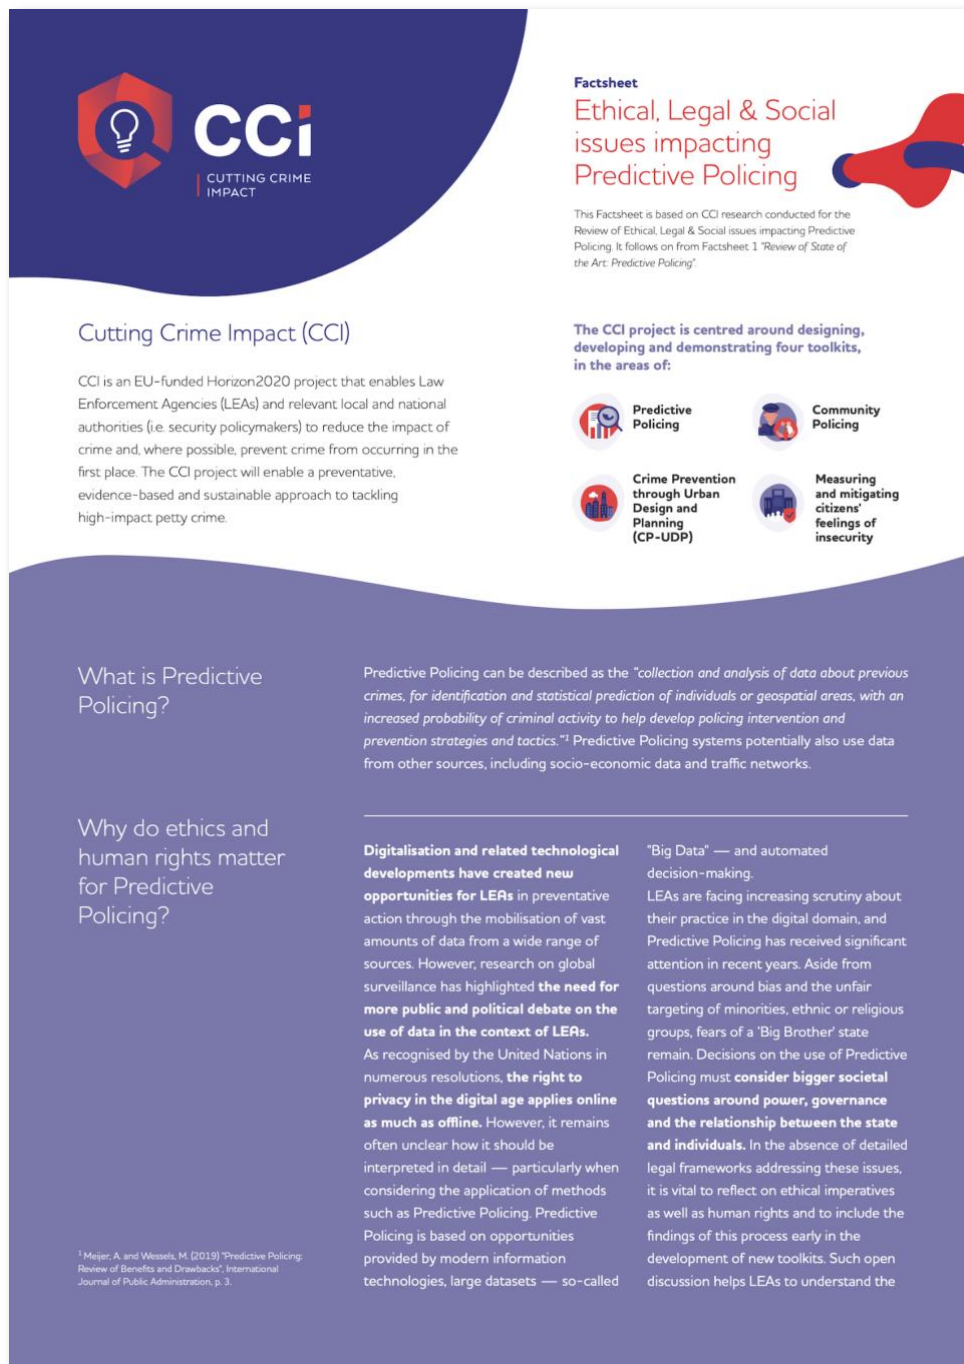 CCi
CUTTING CRIME
IMPACT
Factsheet
Ethical, Legal & Social
issues impacting
Predictive Policing
This Factsheet is based on CCI research conducted for the
Review of Ethical, Legal & Social issues impacting Predictive
Policing. It follows on from Factsheet 1 "Review of State of
the Art: Predictive Policing".
Cutting Crime Impact (CCI)
CCI is an EU-funded Horizon2020 project that enables Law
Enforcement Agencies (LEAs) and relevant local and national
authorities (i.e. security policymakers) to reduce the impact of
crime and, where possible, prevent crime from occurring in the
first place. The CCI project will enable a preventative,
evidence-based and sustainable approach to tackling
high-impact petty crime.
The CCI project is centred around designing,
developing and demonstrating four toolkits,
in the areas of:
Predictive
Policing
Community
Policing
Crime Prevention
through Urban
Design and
Planning
(CP-UDP)
Measuring
and mitigating
citizens'
feelings of
insecurity
What is Predictive
Policing?
Predictive Policing can be described as the "collection and analysis of data about previous
crimes, for identification and statistical prediction of individuals or geospatial areas, with an
increased probability of criminal activity to help develop policing intervention and
prevention strategies and tactics."1 Predictive Policing systems potentially also use data
from other sources, including socio-economic data and traffic networks.
Why do ethics and
human rights matter
for Predictive
Policing?
Digitalisation and related technological
developments have created new
opportunities for LEAs in preventative
action through the mobilisation of vast
amounts of data from a wide range of
sources. However, research on global
surveillance has highlighted the need for
more public and political debate on the
use of data in the context of LEAs.
As recognised by the United Nations in
numerous resolutions, the right to
privacy in the digital age applies online
as much as offline. However, it remains
often unclear how it should be
interpreted in detail — particularly when
considering the application of methods
such as Predictive Policing. Predictive
Policing is based on opportunities
provided by modern information
technologies, large datasets — so-called
"Big Data" — and automated
decision-making.
LEAs are facing increasing scrutiny about
their practice in the digital domain, and
Predictive Policing has received significant
attention in recent years. Aside from
questions around bias and the unfair
targeting of minorities, ethnic or religious
groups, fears of a 'Big Brother' state
remain. Decisions on the use of Predictive
Policing must consider bigger societal
questions around power, governance
and the relationship between the state
and individuals. In the absence of detailed
legal frameworks addressing these issues,
it is vital to reflect on ethical imperatives
as well as human rights and to include the
findings of this process early in the
development of new toolkits. Such open
discussion helps LEAs to understand the
1 Meijer, A. and Wessels, M. (2019) "Predictive Policing:
Review of Benefits and Drawbacks", International
Journal of Public Administration, p. 3.